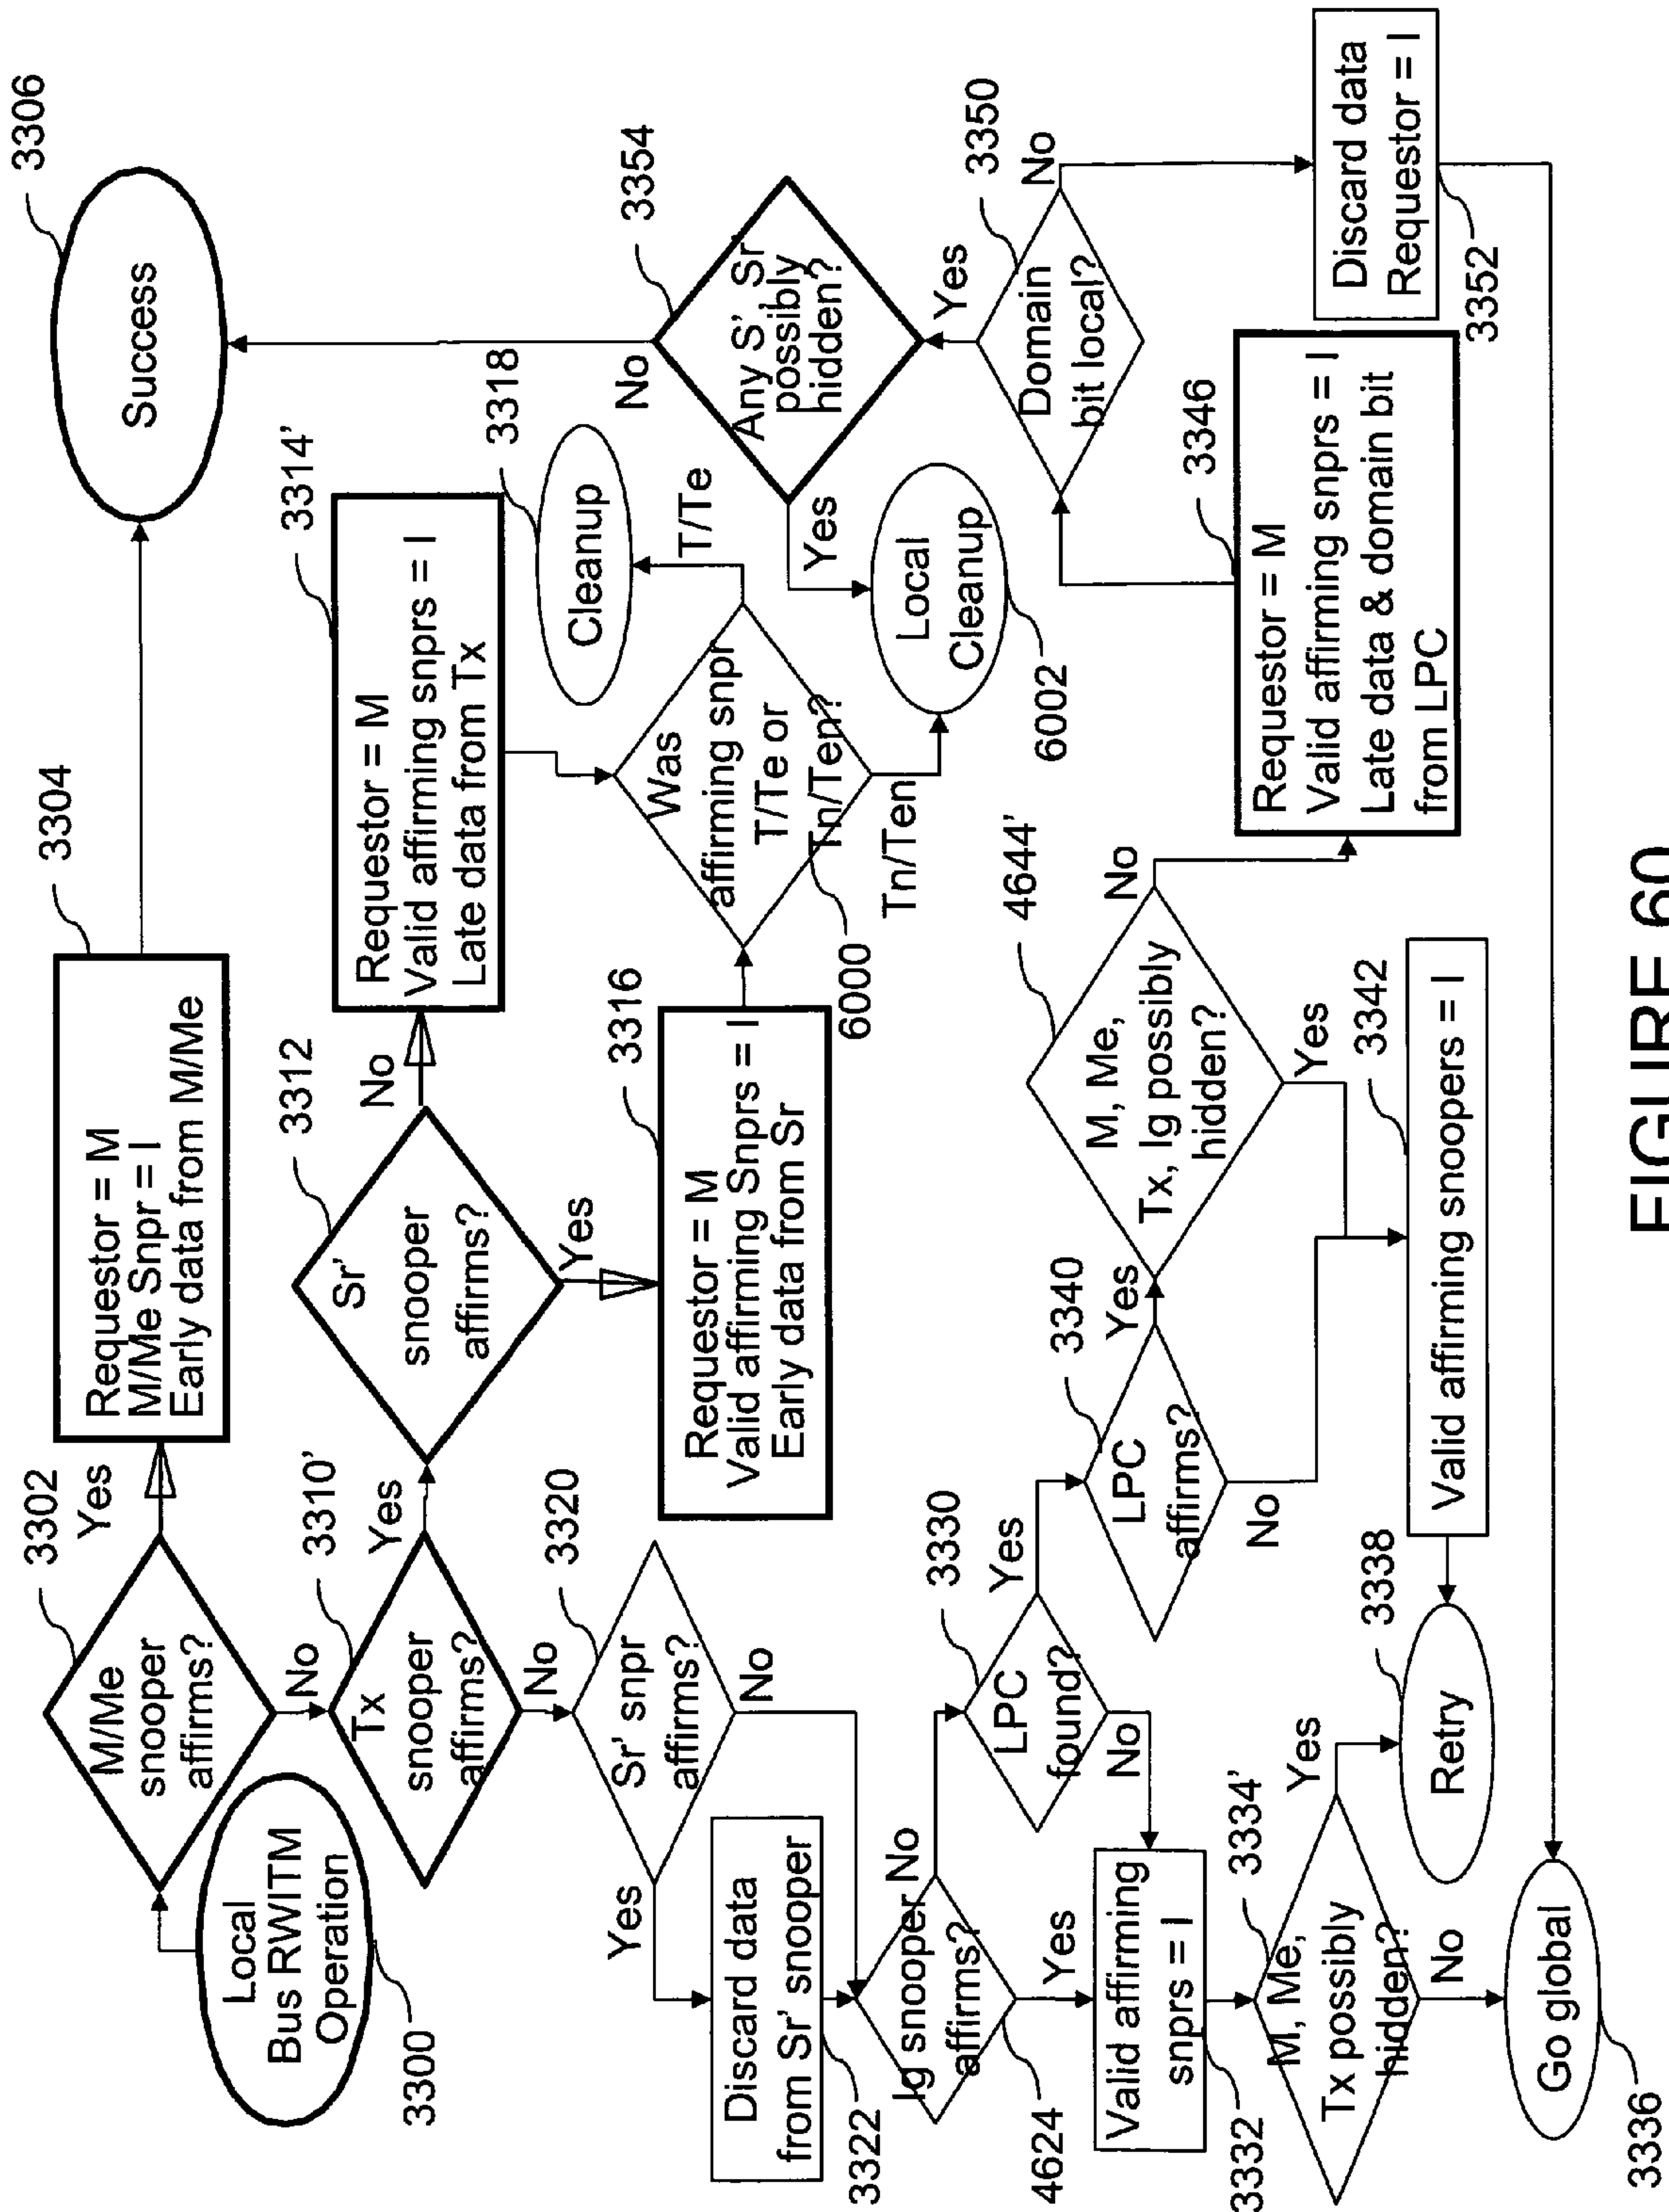 3300
Local
Bus RWITM
Operation
3302
M/Me
snooper
affirms?
Yes
No
3304
Requestor = M
M/Me Snpr = I
Early data from M/Me
3306
Success
3310'
Tx
snooper
affirms?
Yes
No
3312
Sr'
snooper
affirms?
No
Yes
3314'
Requestor = M
Valid affirming snprs = I
Late data from Tx
3316
Requestor = M
Valid affirming Snprs = I
Early data from Sr
6000
Was
affirming snpr
T/Te or
Tn/Ten?
T/Te
Tn/Ten
3318
Cleanup
6002
Local
Cleanup
3320
Sr' snpr
affirms?
Yes
No
3322
Discard data
from Sr' snooper
4624
Ig snooper
affirms?
No
Yes
3330
LPC
found?
Yes
No
3332
Valid affirming
snprs = I
3334'
M, Me,
Tx possibly
hidden?
Yes
No
3336
Go global
3338
Retry
3340
LPC
affirms?
Yes
No
3342
Valid affirming snoopers = I
4644'
M, Me,
Tx, Ig possibly
hidden?
No
Yes
3346
Requestor = M
Valid affirming snprs = I
Late data & domain bit
from LPC
3350
Domain
bit local?
Yes
No
3352
Discard data
Requestor = I
3354
Any S' Sr
possibly
hidden?
No
Yes
FIGURE 60